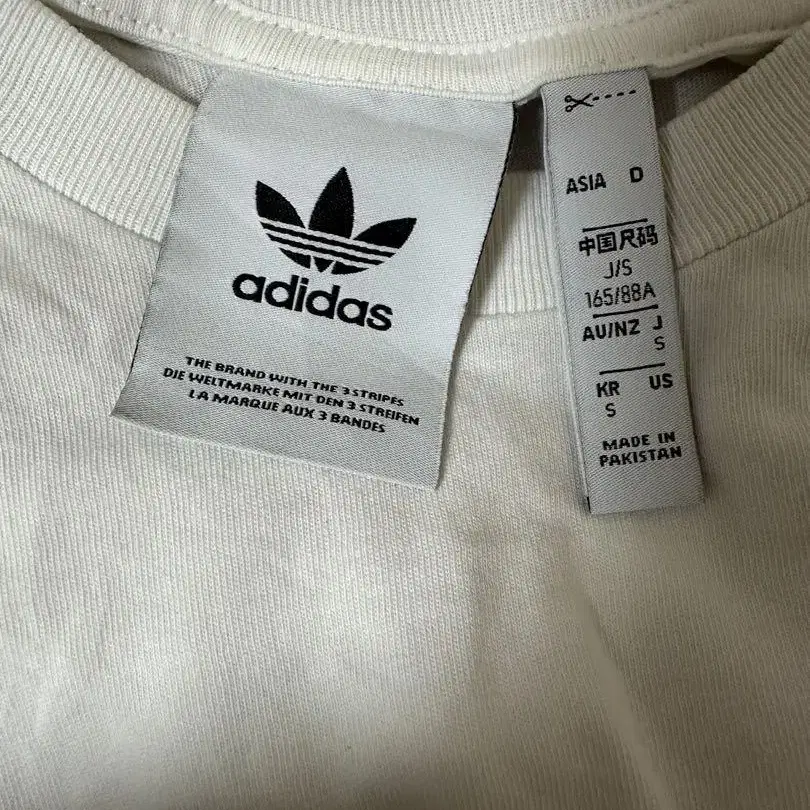 adidas
THE BRAND WITH THE 3 STRIPES
DIE WELTMARKE MIT DEN 3 STREIFEN
LA MARQUE AUX 3 BANDES
ASIA D
中国尺码
J/S
165/88A
AU/NZ J
S
KR US
S
MADE IN
PAKISTAN